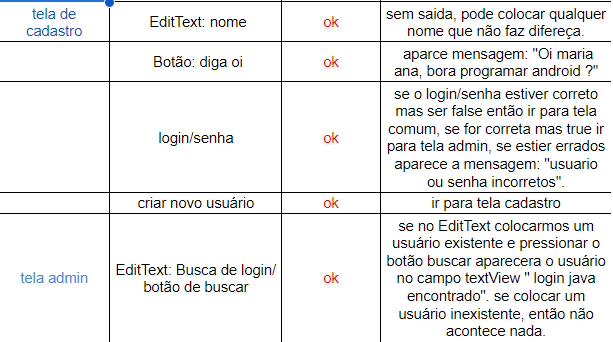 tela de
cadastro
EditText: nome
ok
sem saida, pode colocar qualquer
nome que não faz difereça.
Botão: diga oi
ok
aparce mensagem: "Oi maria
ana, bora programar android ?"
login/senha
ok
se o login/senha estiver correto
mas ser false então ir para tela
comum, se for correta mas true ir
para tela admin, se estier errados
aparece a mensagem: "usuario
ou senha incorretos".
criar novo usuário
ok
ir para tela cadastro
tela admin
EditText: Busca de login/
botão de buscar
ok
se no EditText colocarmos um
usuário existente e pressionar o
botão buscar aparecera o usuário
no campo textView " login java
encontrado". se colocar um
usuário inexistente, então não
acontece nada.